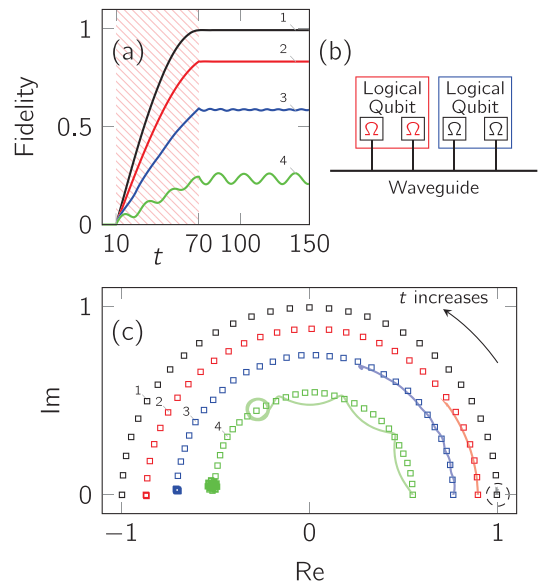 1
0.5
0
Fidelity
(a)
1
2
3
4
10
70
100
150
t
(b)
Logical
Qubit
Logical
Qubit
Ω
Ω
Ω
Ω
Waveguide
(c)
t increases
1
0
Im
1
2
3
4
−1
0
1
Re